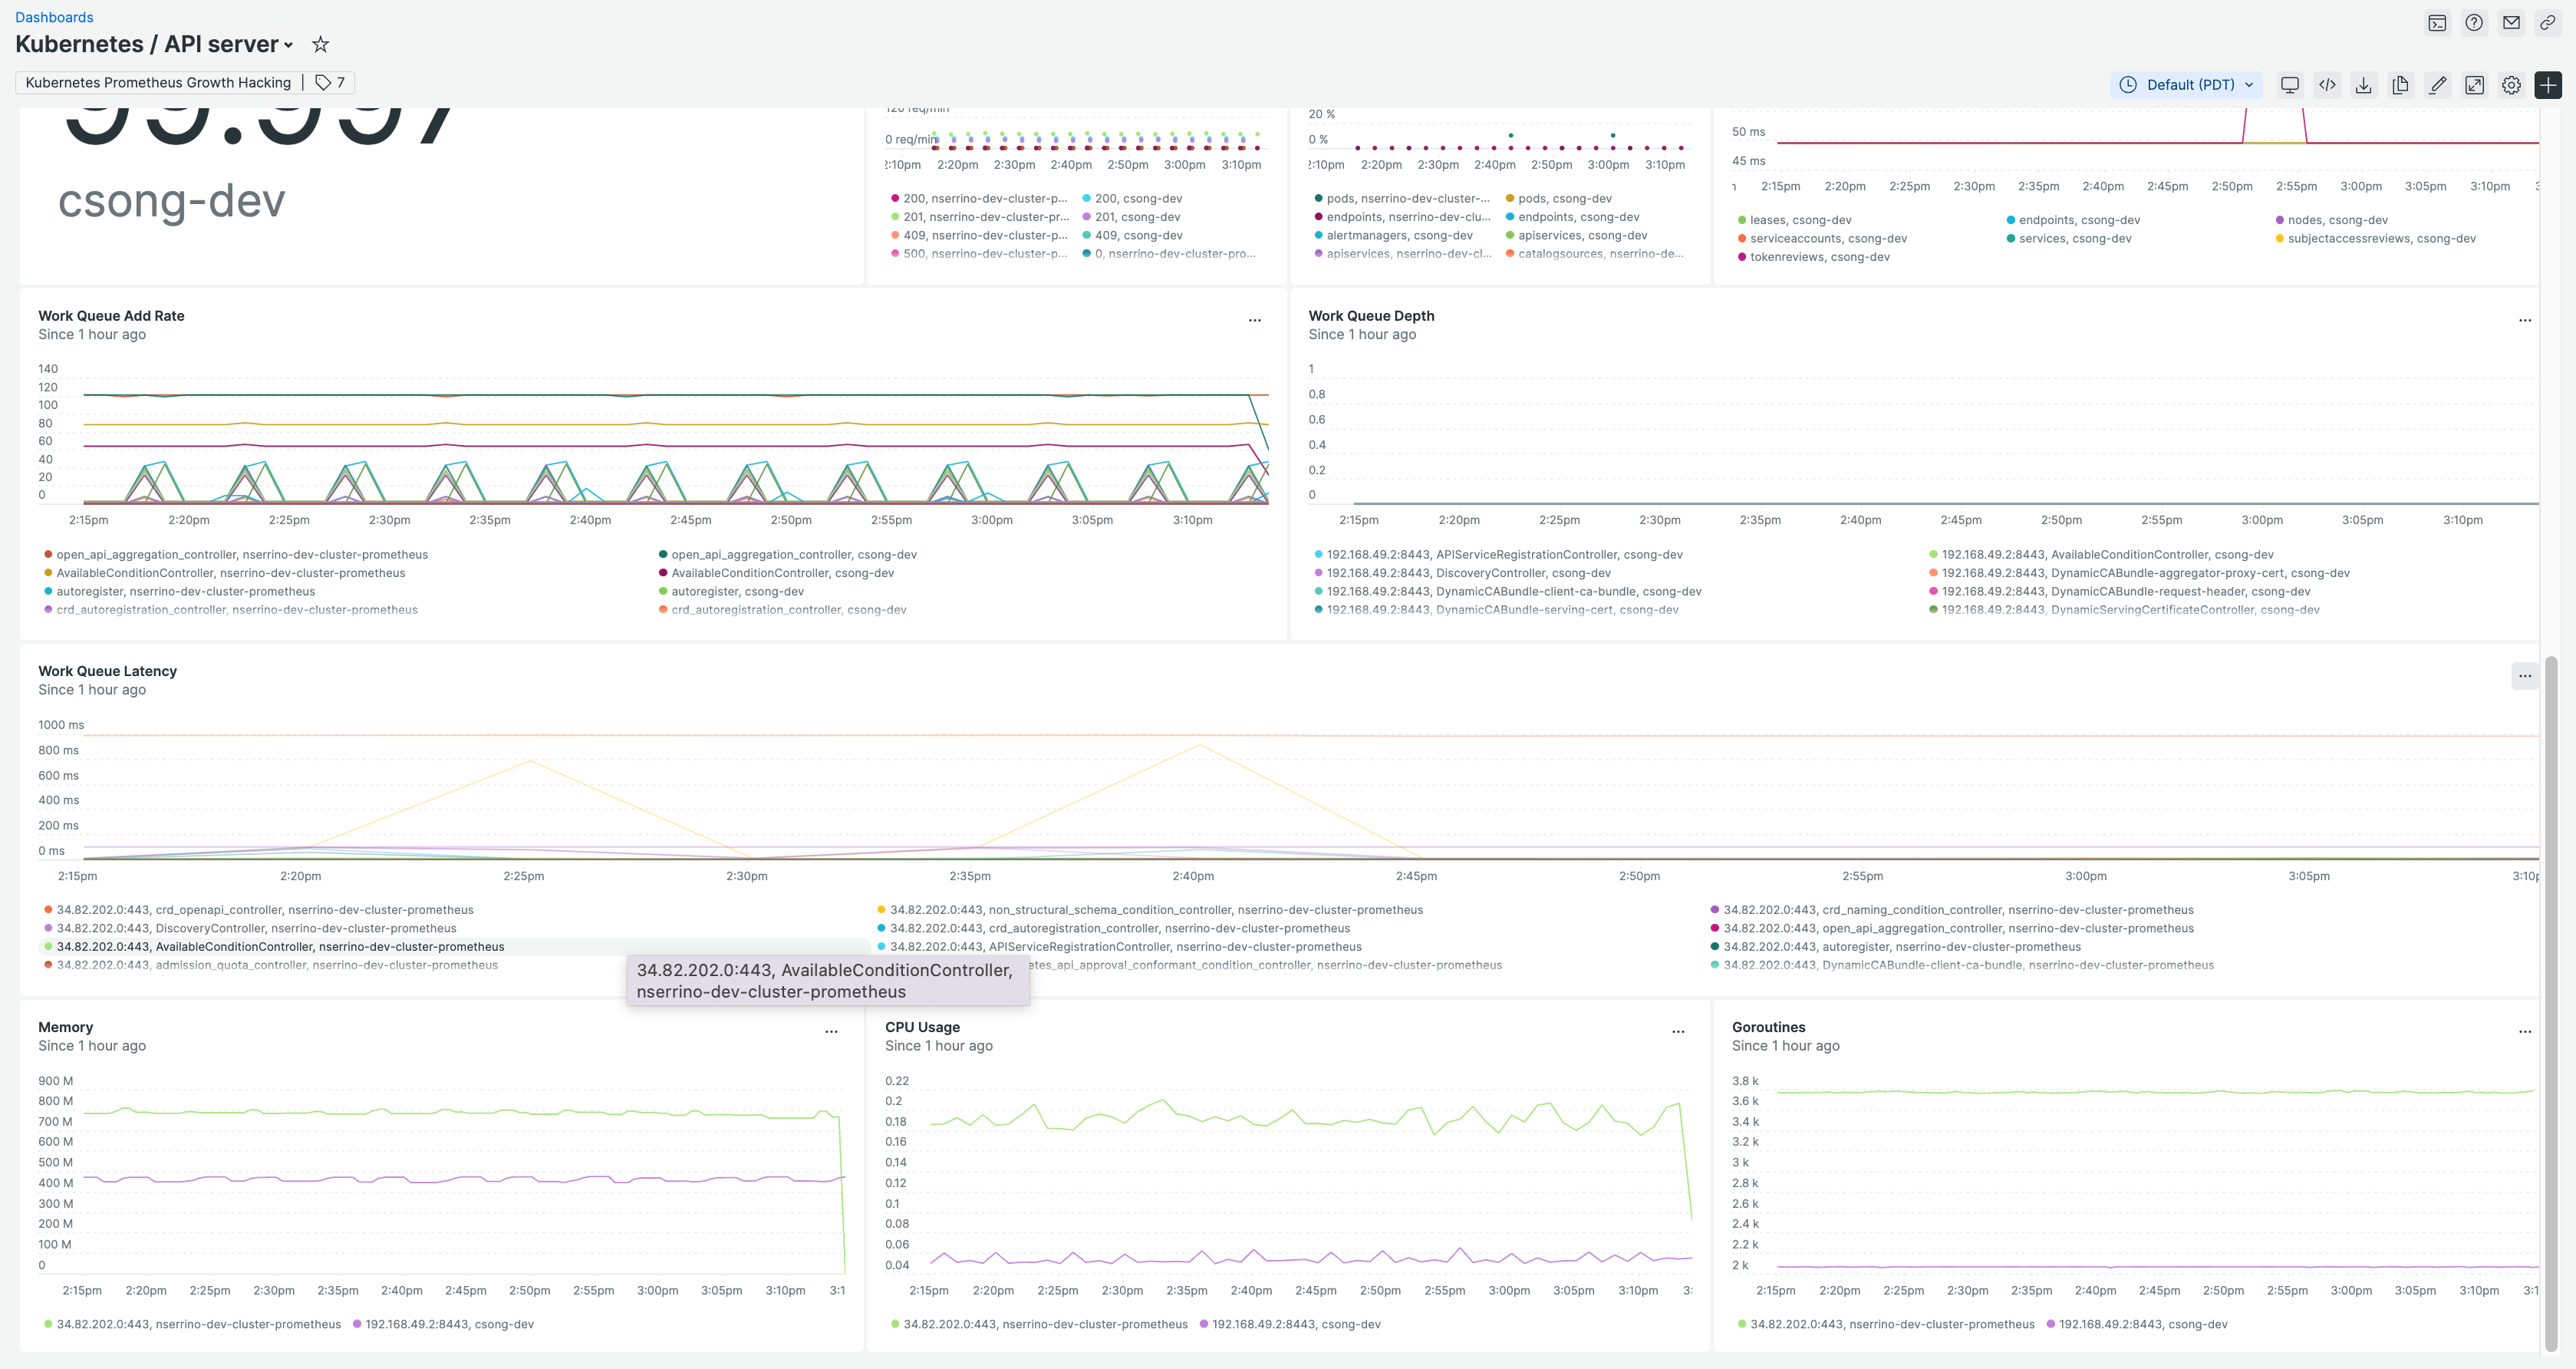 Dashboards
Kubernetes / API server
Kubernetes Prometheus Growth Hacking | 7
Default (PDT)
99.997
csong-dev
120 req/min
0 req/min
2:10pm 2:20pm 2:30pm 2:40pm 2:50pm 3:00pm 3:10pm
200, nserrino-dev-cluster-p... 200, csong-dev
201, nserrino-dev-cluster-pr... 201, csong-dev
409, nserrino-dev-cluster-p... 409, csong-dev
500, nserrino-dev-cluster-p... 0, nserrino-dev-cluster-pro...
20 %
0 %
2:10pm 2:20pm 2:30pm 2:40pm 2:50pm 3:00pm 3:10pm
pods, nserrino-dev-cluster-... pods, csong-dev
endpoints, nserrino-dev-clu... endpoints, csong-dev
alertmanagers, csong-dev apiservices, csong-dev
apiservices, nserrino-dev-cl... catalogsources, nserrino-de...
50 ms
45 ms
2:15pm 2:20pm 2:25pm 2:30pm 2:35pm 2:40pm 2:45pm 2:50pm 2:55pm 3:00pm 3:05pm 3:10pm
leases, csong-dev endpoints, csong-dev nodes, csong-dev
serviceaccounts, csong-dev services, csong-dev subjectaccessreviews, csong-dev
tokenreviews, csong-dev
Work Queue Add Rate
Since 1 hour ago
...
140
120
100
80
60
40
20
0
2:15pm 2:20pm 2:25pm 2:30pm 2:35pm 2:40pm 2:45pm 2:50pm 2:55pm 3:00pm 3:05pm 3:10pm
open_api_aggregation_controller, nserrino-dev-cluster-prometheus open_api_aggregation_controller, csong-dev
AvailableConditionController, nserrino-dev-cluster-prometheus AvailableConditionController, csong-dev
autoregister, nserrino-dev-cluster-prometheus autoregister, csong-dev
crd_autoregistration_controller, nserrino-dev-cluster-prometheus crd_autoregistration_controller, csong-dev
Work Queue Depth
Since 1 hour ago
...
1
0.8
0.6
0.4
0.2
0
2:15pm 2:20pm 2:25pm 2:30pm 2:35pm 2:40pm 2:45pm 2:50pm 2:55pm 3:00pm 3:05pm 3:10pm
192.168.49.2:8443, APIServiceRegistrationController, csong-dev 192.168.49.2:8443, AvailableConditionController, csong-dev
192.168.49.2:8443, DiscoveryController, csong-dev 192.168.49.2:8443, DynamicCABundle-aggregator-proxy-cert, csong-dev
192.168.49.2:8443, DynamicCABundle-client-ca-bundle, csong-dev 192.168.49.2:8443, DynamicCABundle-request-header, csong-dev
192.168.49.2:8443, DynamicCABundle-serving-cert, csong-dev 192.168.49.2:8443, DynamicServingCertificateController, csong-dev
Work Queue Latency
Since 1 hour ago
...
1000 ms
800 ms
600 ms
400 ms
200 ms
0 ms
2:15pm 2:20pm 2:25pm 2:30pm 2:35pm 2:40pm 2:45pm 2:50pm 2:55pm 3:00pm 3:05pm 3:10p
34.82.202.0:443, crd_openapi_controller, nserrino-dev-cluster-prometheus 34.82.202.0:443, non_structural_schema_condition_controller, nserrino-dev-cluster-prometheus 34.82.202.0:443, crd_naming_condition_controller, nserrino-dev-cluster-prometheus
34.82.202.0:443, DiscoveryController, nserrino-dev-cluster-prometheus 34.82.202.0:443, crd_autoregistration_controller, nserrino-dev-cluster-prometheus 34.82.202.0:443, open_api_aggregation_controller, nserrino-dev-cluster-prometheus
34.82.202.0:443, AvailableConditionController, nserrino-dev-cluster-prometheus 34.82.202.0:443, APIServiceRegistrationController, nserrino-dev-cluster-prometheus 34.82.202.0:443, autoregister, nserrino-dev-cluster-prometheus
34.82.202.0:443, admission_quota_controller, nserrino-dev-cluster-prometheus etes_api_approval_conformant_condition_controller, nserrino-dev-cluster-prometheus 34.82.202.0:443, DynamicCABundle-client-ca-bundle, nserrino-dev-cluster-prometheus
34.82.202.0:443, AvailableConditionController,
nserrino-dev-cluster-prometheus
Memory
Since 1 hour ago
...
900 M
800 M
700 M
600 M
500 M
400 M
300 M
200 M
100 M
0
2:15pm 2:20pm 2:25pm 2:30pm 2:35pm 2:40pm 2:45pm 2:50pm 2:55pm 3:00pm 3:05pm 3:10pm 3:1
34.82.202.0:443, nserrino-dev-cluster-prometheus 192.168.49.2:8443, csong-dev
CPU Usage
Since 1 hour ago
...
0.22
0.2
0.18
0.16
0.14
0.12
0.1
0.08
0.06
0.04
2:15pm 2:20pm 2:25pm 2:30pm 2:35pm 2:40pm 2:45pm 2:50pm 2:55pm 3:00pm 3:05pm 3:10pm 3:
34.82.202.0:443, nserrino-dev-cluster-prometheus 192.168.49.2:8443, csong-dev
Goroutines
Since 1 hour ago
...
3.8 k
3.6 k
3.4 k
3.2 k
3 k
2.8 k
2.6 k
2.4 k
2.2 k
2 k
2:15pm 2:20pm 2:25pm 2:30pm 2:35pm 2:40pm 2:45pm 2:50pm 2:55pm 3:00pm 3:05pm 3:10pm 3:1
34.82.202.0:443, nserrino-dev-cluster-prometheus 192.168.49.2:8443, csong-dev